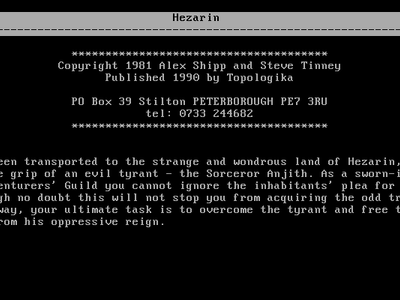 Hezarin
************************************
Copyright 1981 Alex Shipp and Steve Tinney
Published 1990 by Topologika
PO Box 39 Stilton PETERBOROUGH PE7 3RU
tel: 0733 244682
************************************
een transported to the strange and wondrous land of Hezarin,
e grip of an evil tyrant - the Sorceror Anjith. As a sworn-i
enturers' Guild you cannot ignore the inhabitants' plea for
gh no doubt this will not stop you from acquiring the odd tr
way, your ultimate task is to overcome the tyrant and free t
rom his oppressive reign.